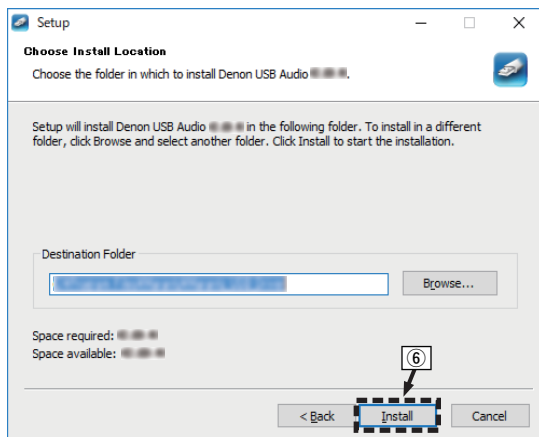 Setup
Choose Install Location
Choose the folder in which to install Denon USB Audio .
Setup will install Denon USB Audio in the following folder. To install in a different
folder, click Browse and select another folder. Click Install to start the installation.
Destination Folder
Browse...
Space required:
Space available:
⑥
< Back Install Cancel